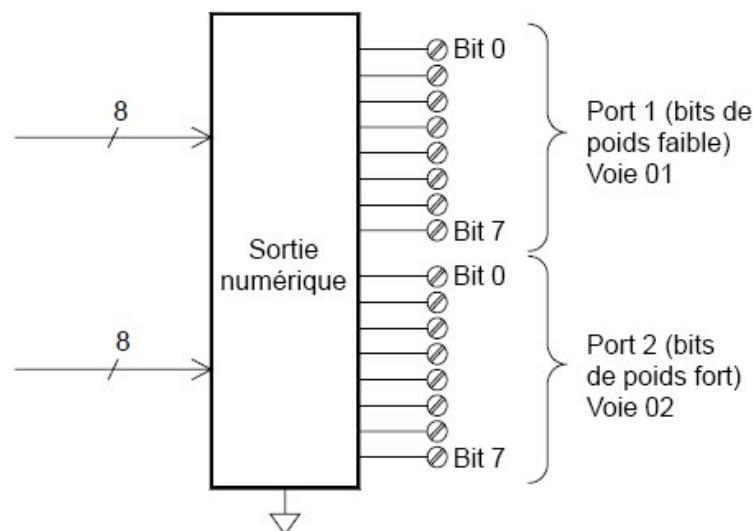 8
8
Sortie
numérique
Bit 0
Bit 7
Bit 0
Bit 7
Port 1 (bits de
poids faible)
Voie 01
Port 2 (bits
de poids fort)
Voie 02